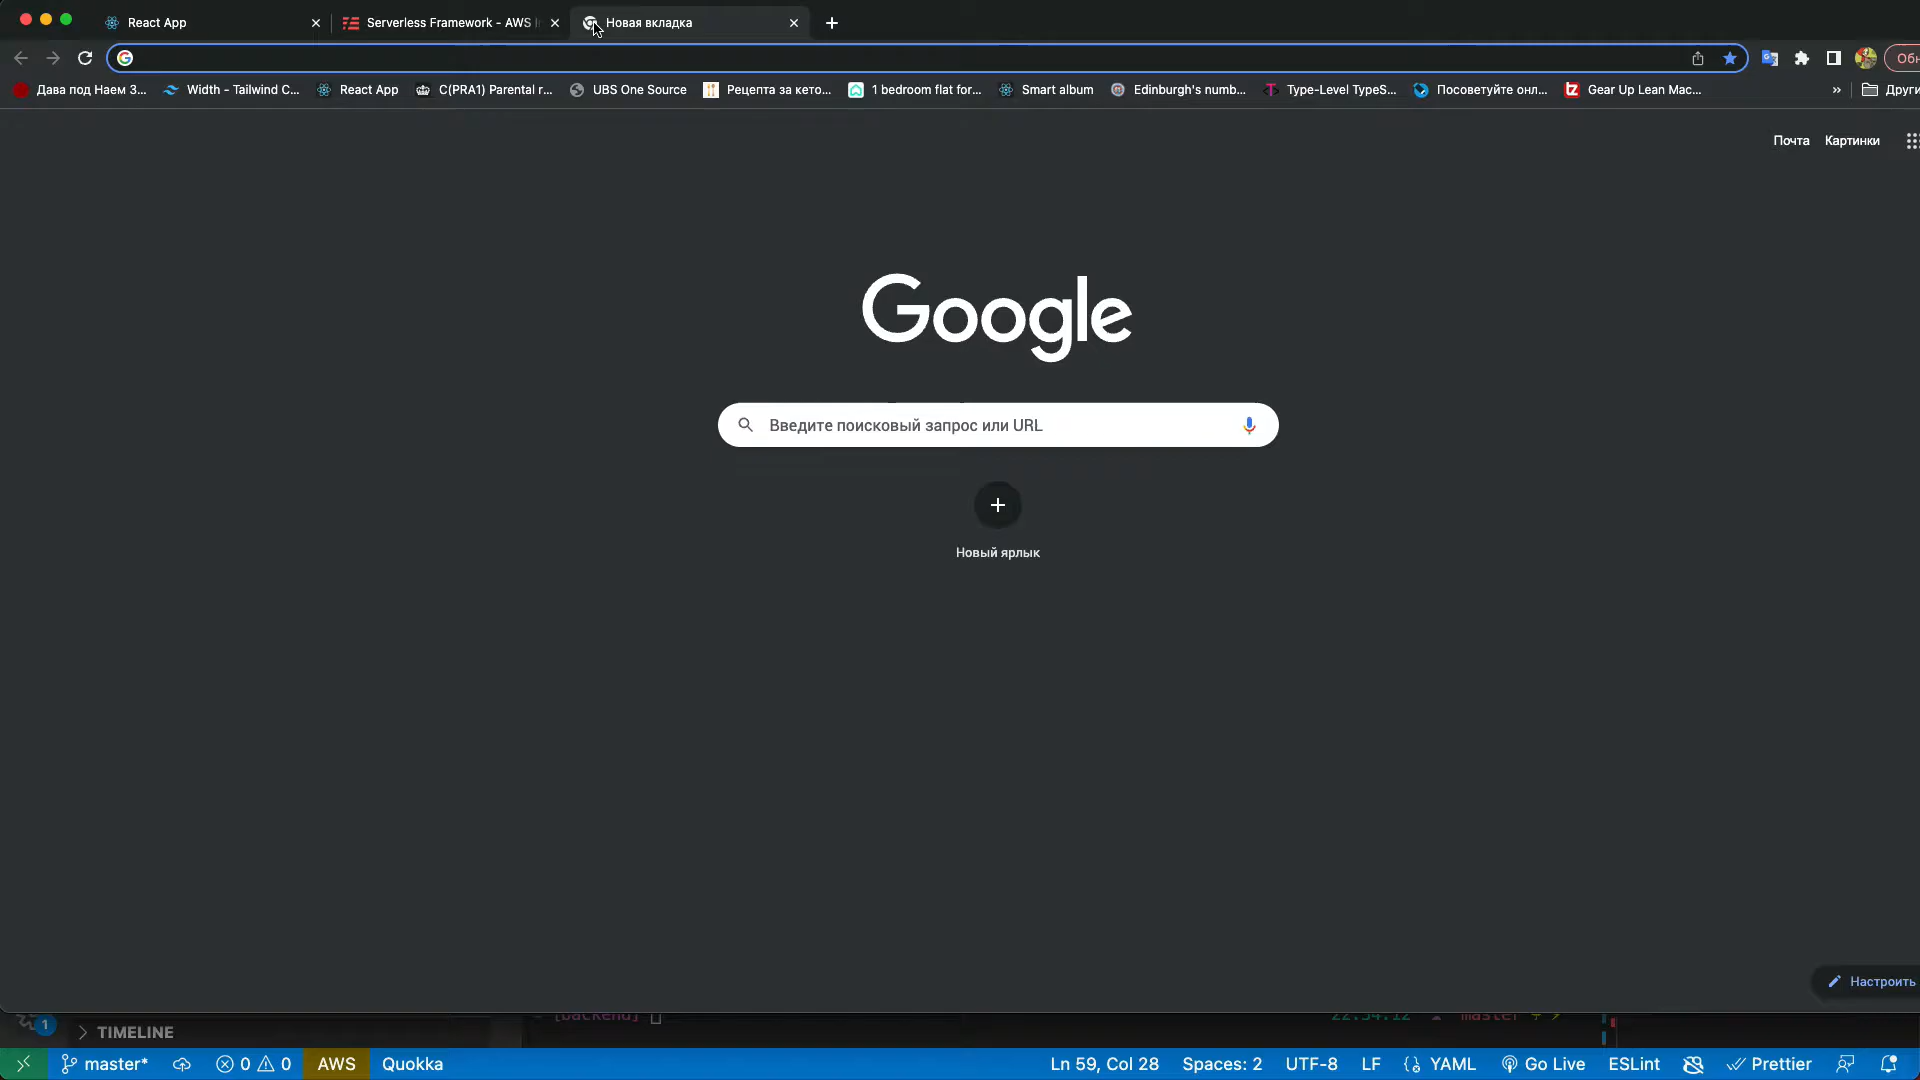 React App
Serverless Framework - AWS
Новая вкладка
Дава под Наем 3...
Width - Tailwind C...
React App
C(PRA1) Parental r...
UBS One Source
Рецепта за кето...
1 bedroom flat for...
Smart album
Edinburgh's numb...
Type-Level TypeS...
Посоветуйте онл...
Gear Up Lean Mac...
»
Почта Картинки
Google
Введите поисковый запрос или URL
Новый ярлык
Настроить
1
TIMELINE
master* 0 0 AWS Quokka Ln 59, Col 28 Spaces: 2 UTF-8 LF {} YAML Go Live ESLint Prettier